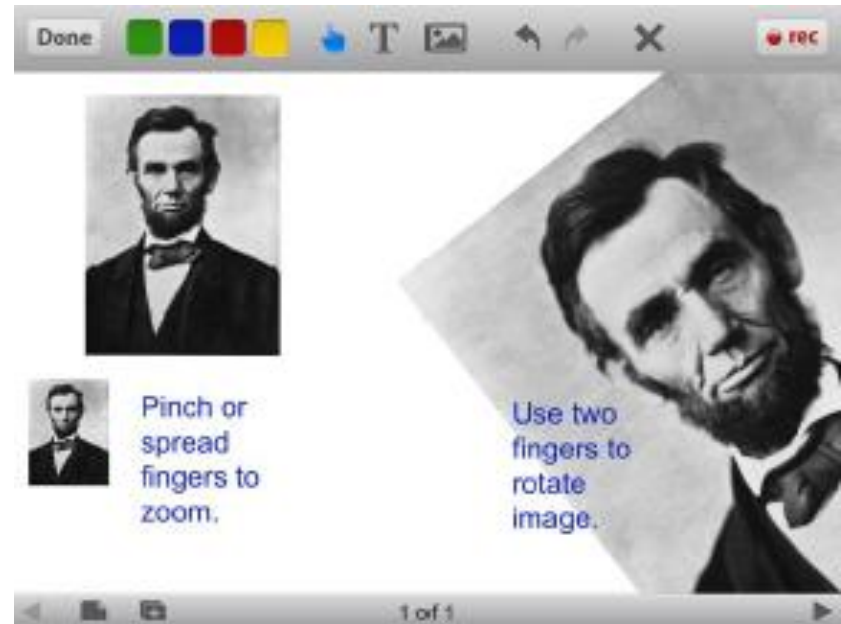 Done
T
rec
Pinch or
spread
fingers to
zoom.
Use two
fingers to
rotate
image.
1 of 1